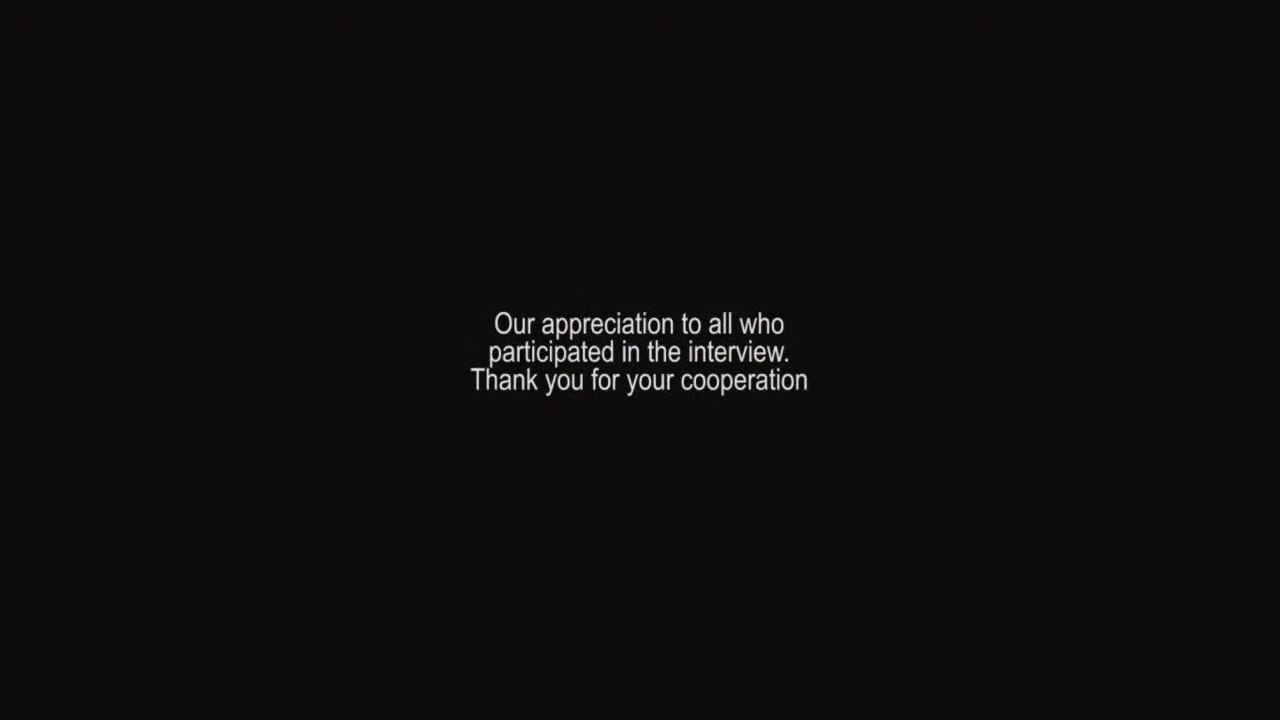 Our appreciation to all who
participated in the interview.
Thank you for your cooperation